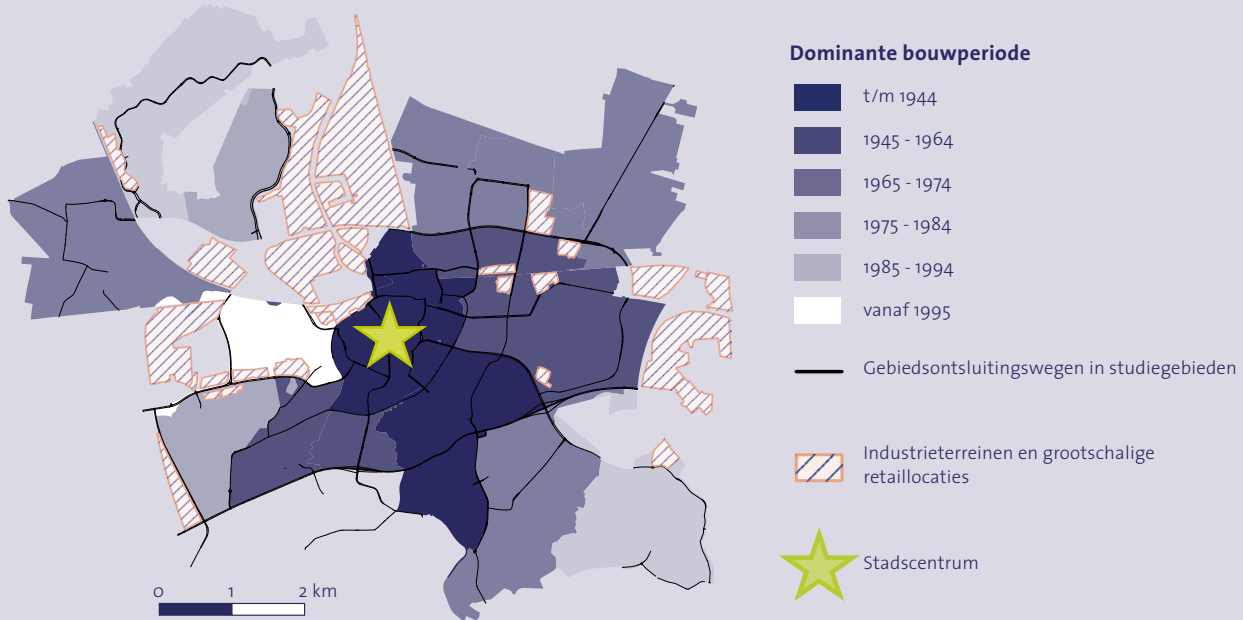 Dominante bouwperiode
t/m 1944
1945 - 1964
1965 - 1974
1975 - 1984
1985 - 1994
vanaf 1995
Gebiedsontsluitingswegen in studiegebieden
Industrieterreinen en grootschalige
retaillocaties
Stadscentrum
0 1 2 km